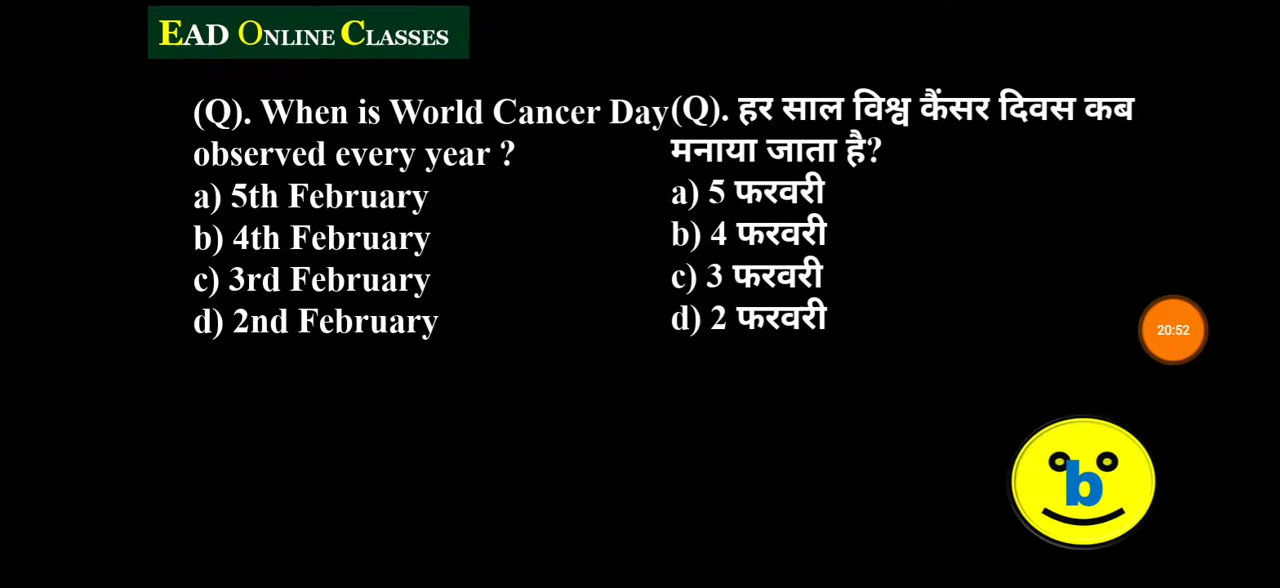 EAD ONLINE CLASSES
(Q). When is World Cancer Day
observed every year ?
a) 5th February
b) 4th February
c) 3rd February
d) 2nd February
(Q). हर साल विश्व कैंसर दिवस कब
मनाया जाता है?
a) 5 फरवरी
b) 4 फरवरी
c) 3 फरवरी
d) 2 फरवरी
20:52
b